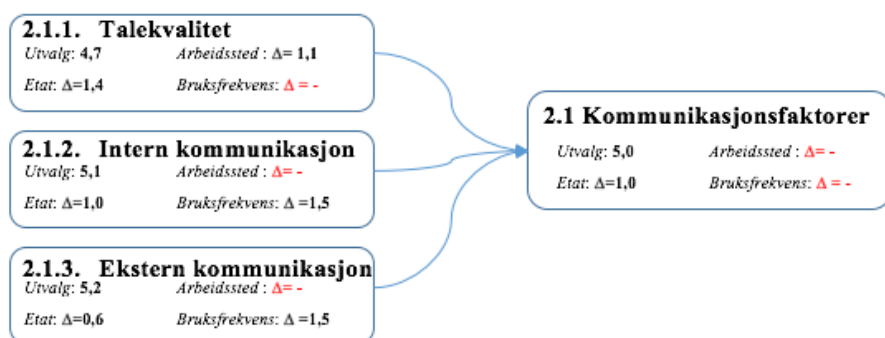 2.1.1. Talekvalitet
Utvalg: 4,7 Arbeidssted : Δ= 1,1
Etat: Δ=1,4 Bruksfrekvens: Δ = -
2.1.2. Intern kommunikasjon
Utvalg: 5,1 Arbeidssted : Δ= -
Etat: Δ=1,0 Bruksfrekvens: Δ =1,5
2.1.3. Ekstern kommunikasjon
Utvalg: 5,2 Arbeidssted : Δ= -
Etat: Δ=0,6 Bruksfrekvens: Δ =1,5
2.1 Kommunikasjonsfaktorer
Utvalg: 5,0 Arbeidssted : Δ= -
Etat: Δ=1,0 Bruksfrekvens: Δ = -